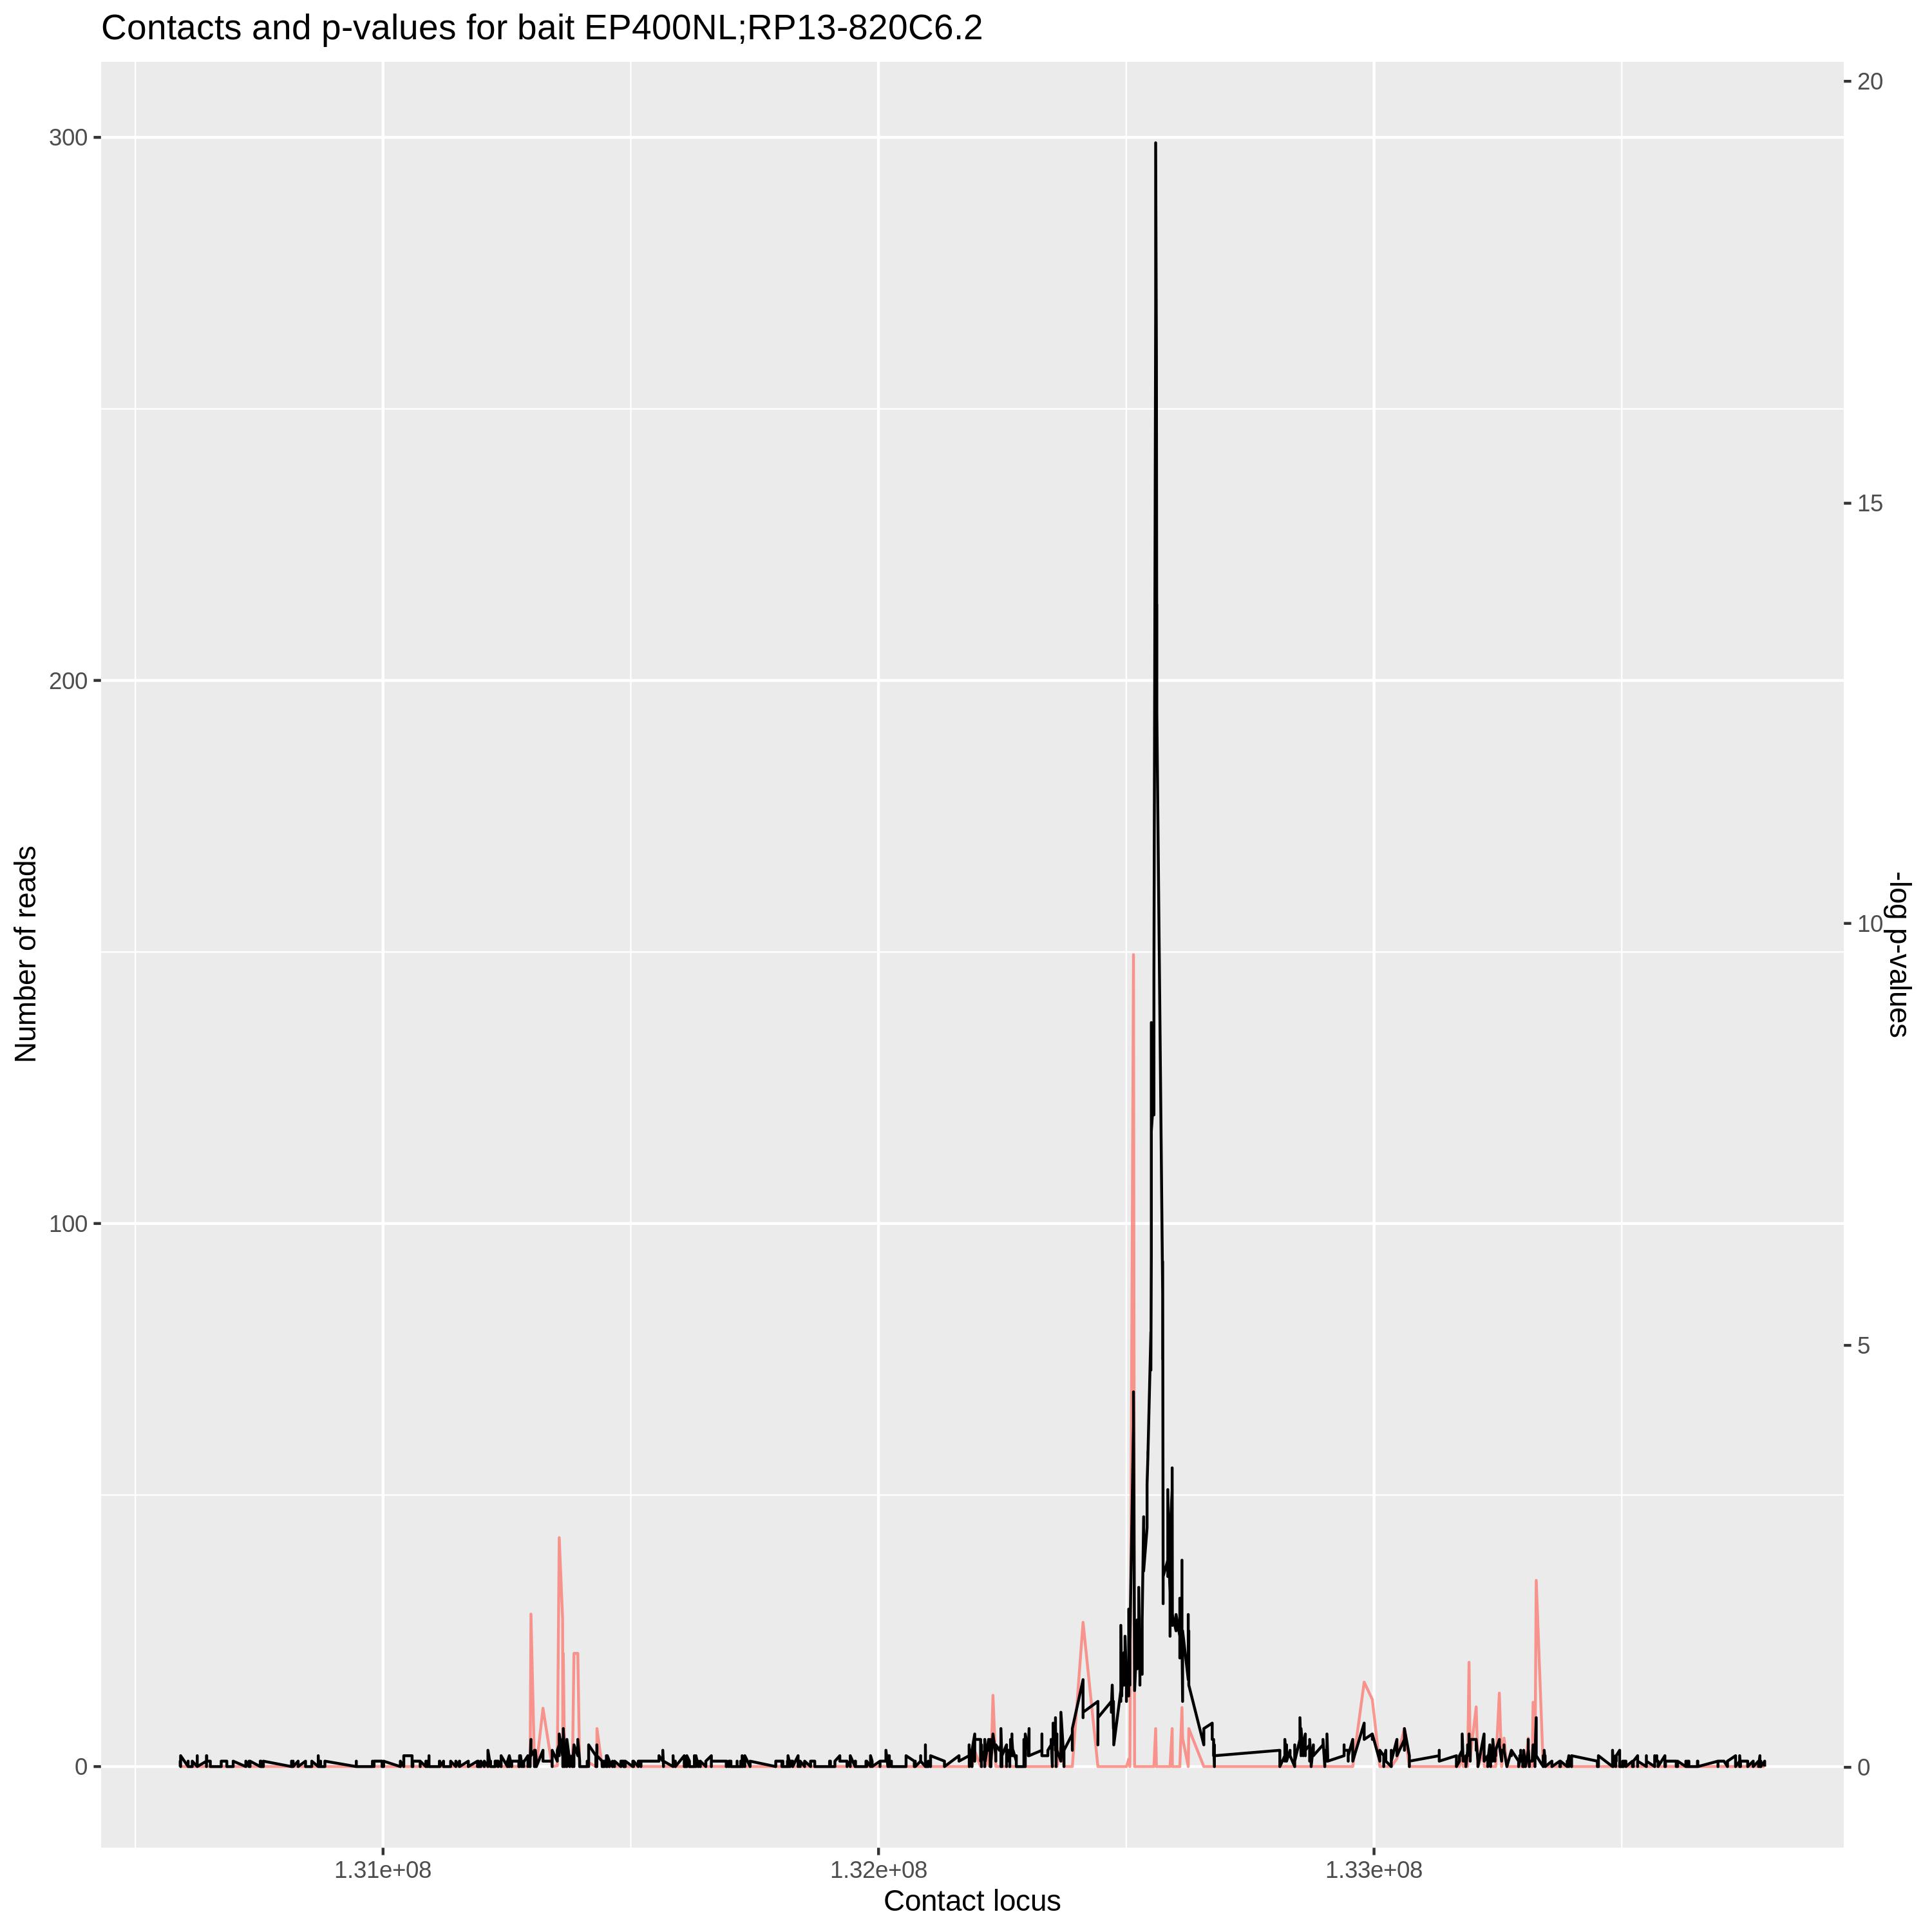 Contacts and p-values for bait EP400NL;RP13-820C6.2
300
200
100
0
Number of reads
20
15
10
5
0
-log p-values
1.31e+08
1.32e+08
1.33e+08
Contact locus